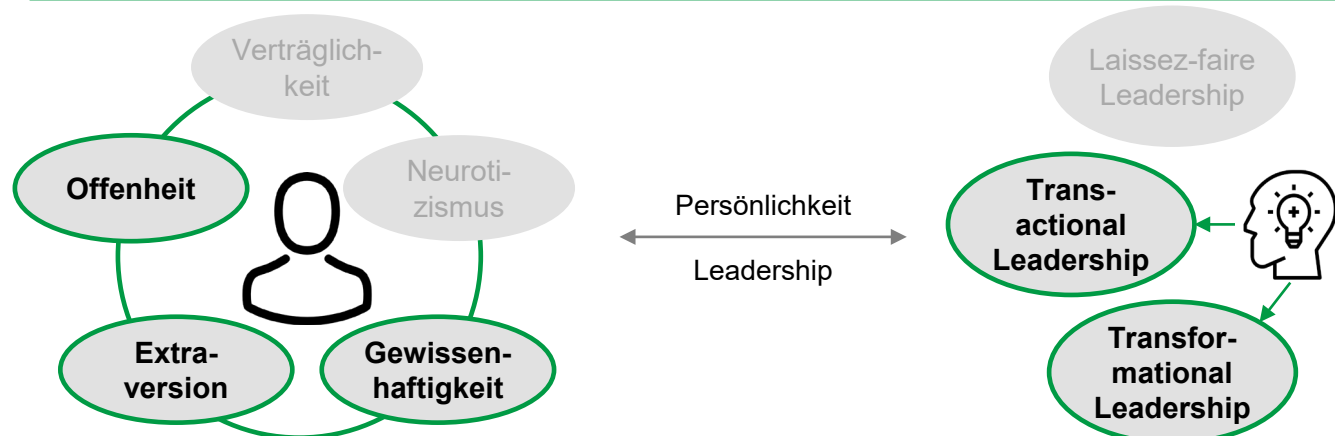 Verträglich-
keit
Offenheit
Neuroti-
zismus
Extra-
version
Gewissen-
haftigkeit
Persönlichkeit
Leadership
Laissez-faire
Leadership
Trans-
actional
Leadership
Transfor-
mational
Leadership